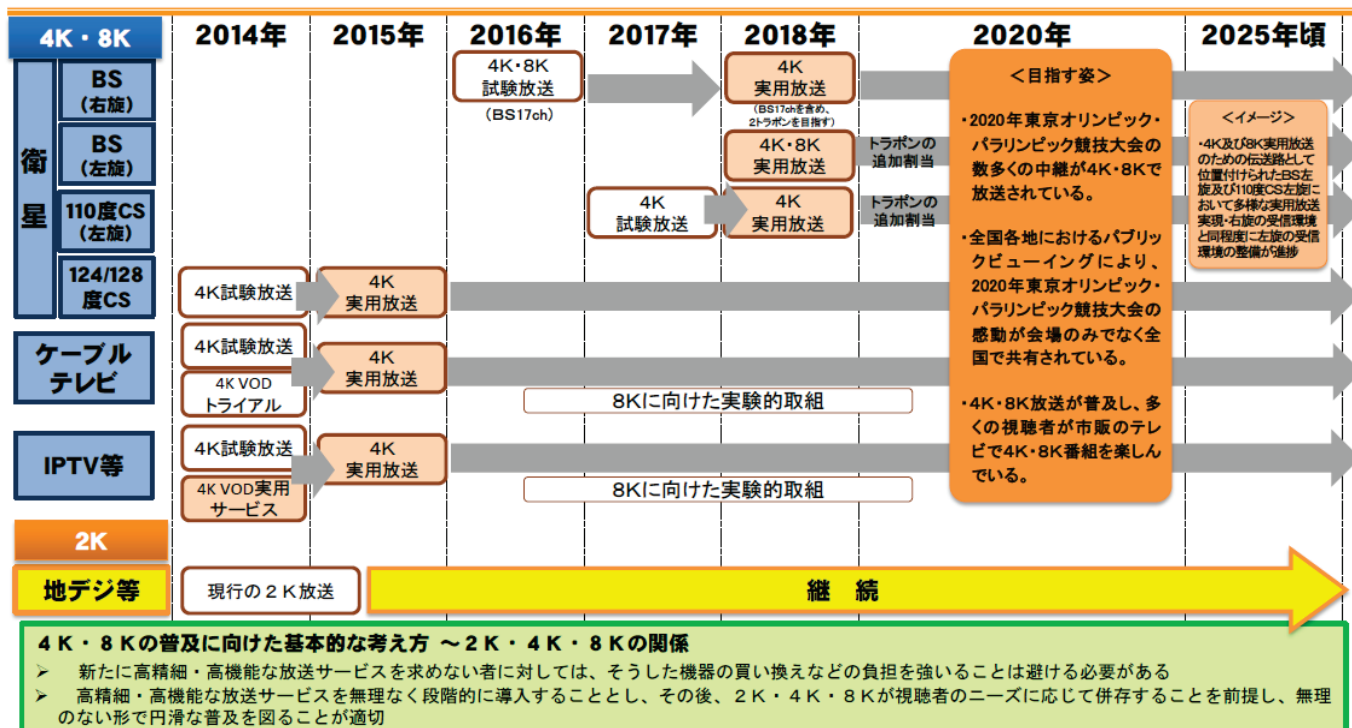 4K・8K
2014年
2015年
2016年
2017年
2018年
2020年
2025年頃
衛星
BS
(右旋)
4K・8K
試験放送
(BS17ch)
4K
実用放送
(BS17chを含め、
2トラポンを目指す)
BS
(左旋)
4K・8K
実用放送
トラポンの
追加割当
110度CS
(左旋)
4K
試験放送
4K
実用放送
トラポンの
追加割当
124/128
度CS
4K試験放送
4K
実用放送
ケーブル
テレビ
4K試験放送
4K VOD
トライアル
4K
実用放送
8Kに向けた実験的取組
IPTV等
4K試験放送
4K VOD実用
サービス
4K
実用放送
8Kに向けた実験的取組
<目指す姿>
・2020年東京オリンピック・
パラリンピック競技大会の
数多くの中継が4K・8Kで
放送されている。
・全国各地におけるパブリッ
クビューイングにより、
2020年東京オリンピック・
パラリンピック競技大会の
感動が会場のみでなく全
国で共有されている。
・4K・8K放送が普及し、多
くの視聴者が市販のテレ
ビで4K・8K番組を楽しん
でいる。
<イメージ>
・4K及び8K実用放送
のための伝送路として
位置付けられたBS左
旋及び110度CS左旋に
おいて多様な実用放送
実現・右旋の受信環境
と同程度に左旋の受信
環境の整備が進捗
2K
地デジ等
現行の2K放送
継 続
4K・8Kの普及に向けた基本的な考え方 ～2K・4K・8Kの関係
➢ 新たに高精細・高機能な放送サービスを求めない者に対しては、そうした機器の買い換えなどの負担を強いることは避ける必要がある
➢ 高精細・高機能な放送サービスを無理なく段階的に導入することとし、その後、2K・4K・8Kが視聴者のニーズに応じて併存することを前提し、無理
のない形で円滑な普及を図ることが適切